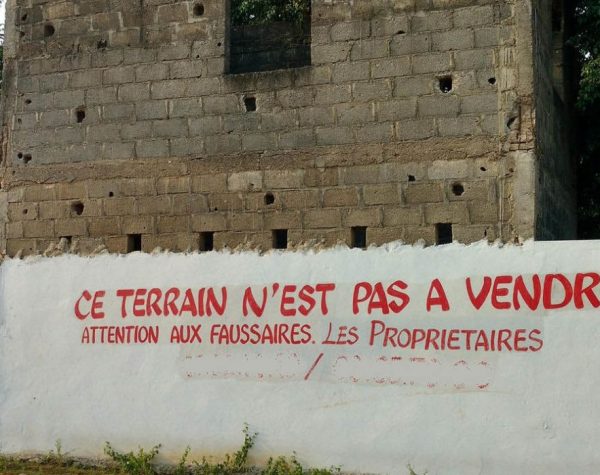 CE TERRAIN N'EST PAS A VENDR
ATTENTION AUX FAUSSAIRES. LES PROPRIETAIRES
/